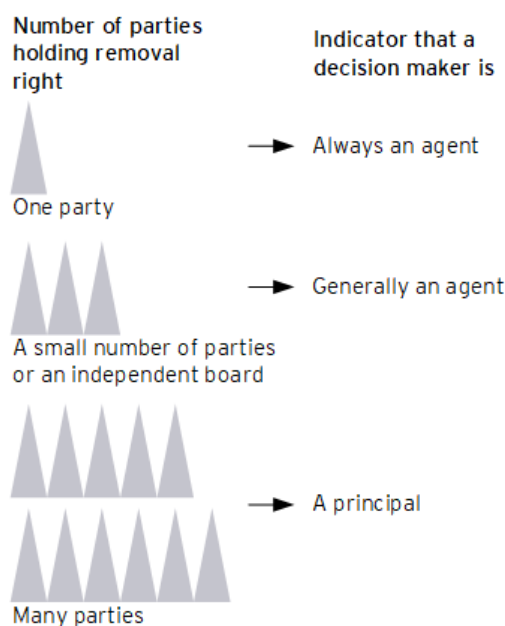 Number of parties
holding removal
right
Indicator that a
decision maker is
Always an agent
One party
Generally an agent
A small number of parties
or an independent board
A principal
Many parties